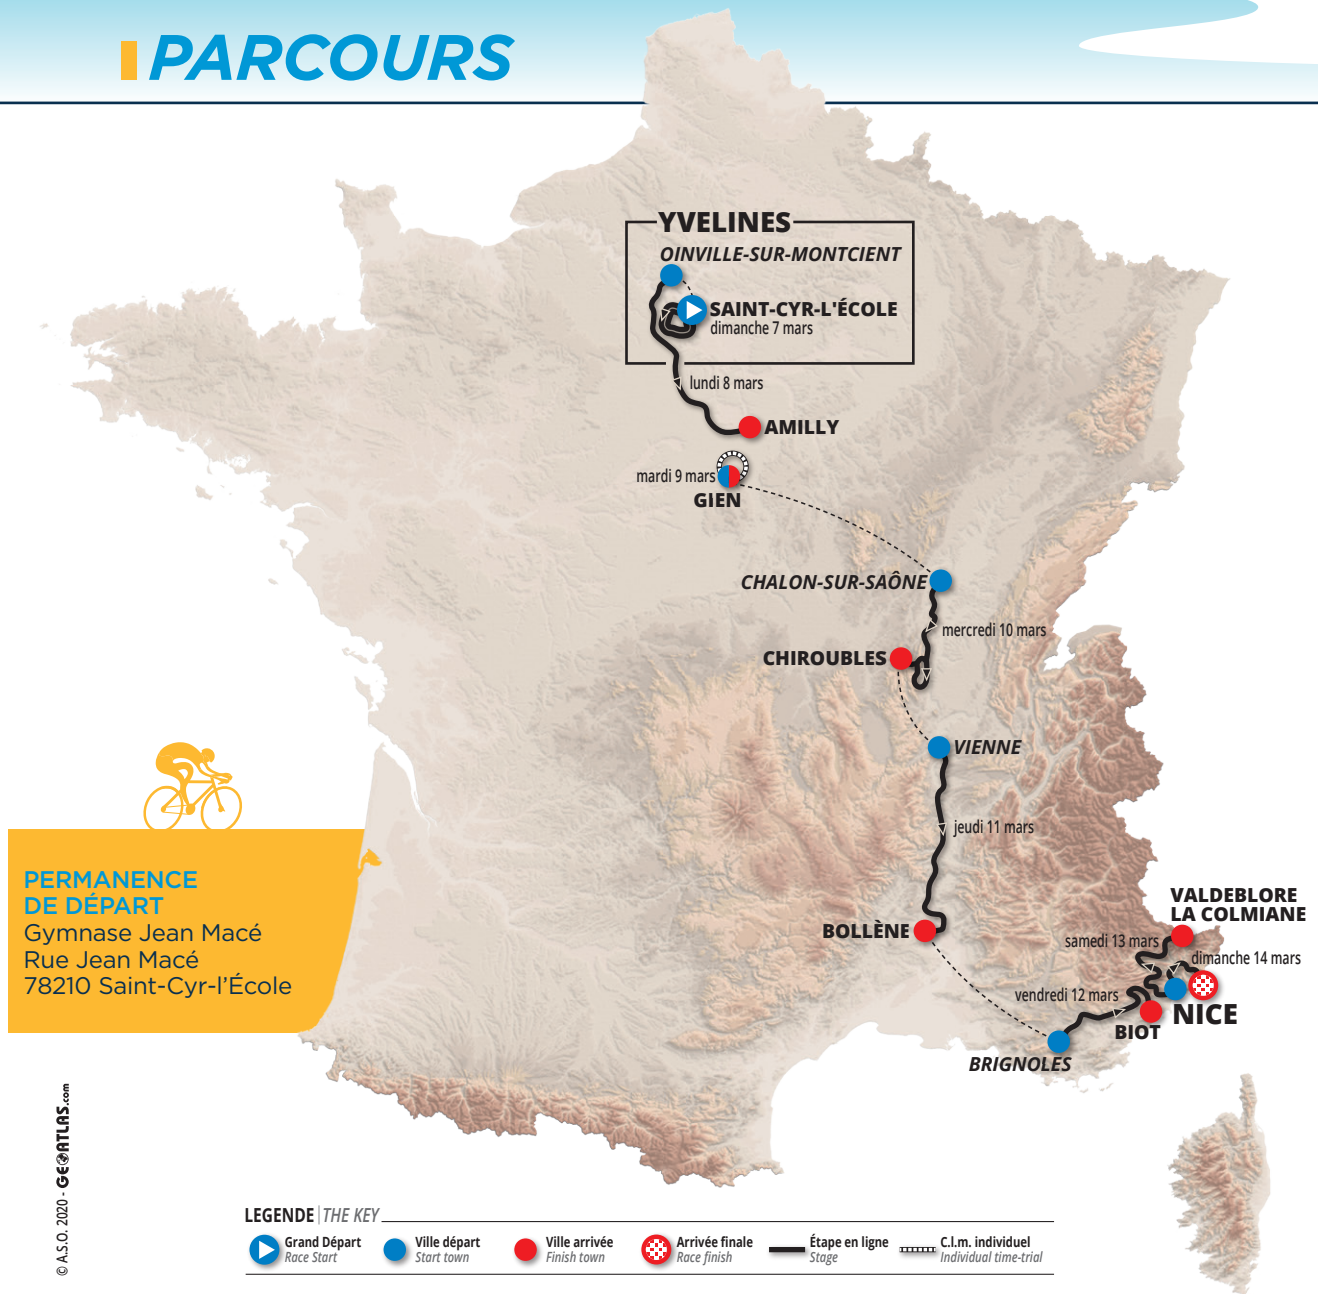 PARCOURS
YVELINES
OINVILLE-SUR-MONTCIENT
SAINT-CYR-L'ÉCOLE
dimanche 7 mars
lundi 8 mars
AMILLY
mardi 9 mars
GIEN
CHALON-SUR-SAÔNE
mercredi 10 mars
CHIROUBLES
VIENNE
jeudi 11 mars
PERMANENCE
DE DÉPART
Gymnase Jean Macé
Rue Jean Macé
78210 Saint-Cyr-l'École
BOLLÈNE
VALDEBLORE
LA COLMIANE
samedi 13 mars
dimanche 14 mars
vendredi 12 mars
NICE
BIOT
BRIGNOLES
© A.S.O. 2020 - GEOATLAS.com
LEGENDE THE KEY
Grand Départ
Race Start
Ville départ
Start town
Ville arrivée
Finish town
Arrivée finale
Race finish
Étape en ligne
Stage
C.l.m. individuel
Individual time-trial